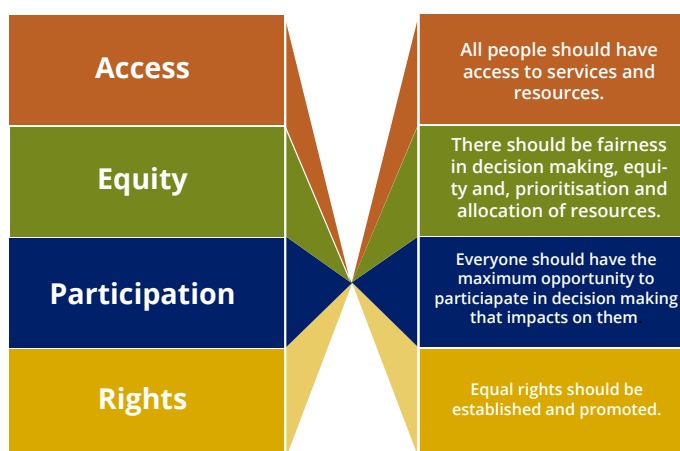 Access
All people should have
access to services and
resources.
Equity
There should be fairness
in decision making, equi-
ty and, prioritisation and
allocation of resources.
Participation
Everyone should have the
maximum opportunity to
particiapate in decision making
that impacts on them
Rights
Equal rights should be
established and promoted.